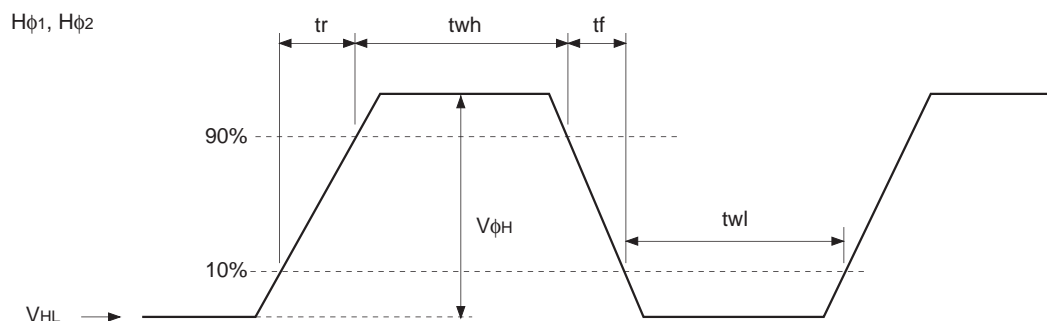 Hϕ1, Hϕ2
tr twh tf
90%
VϕH
twl
10%
VHL